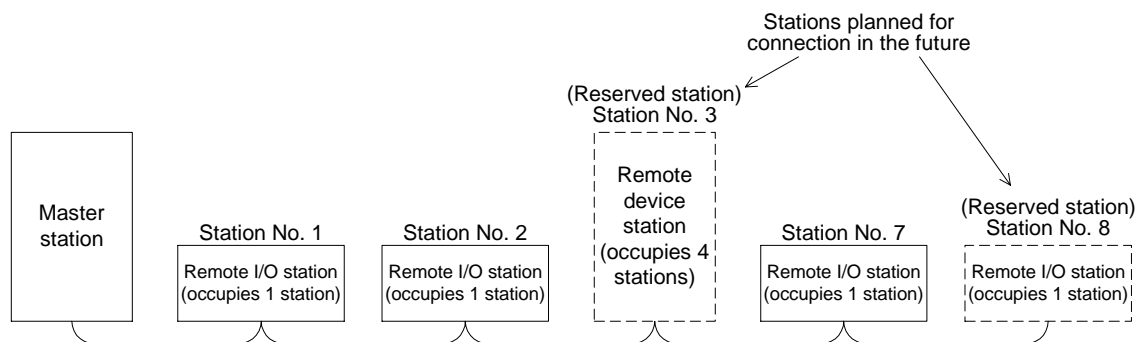 Stations planned for
connection in the future
(Reserved station)
Station No. 3
Remote
device
station
(occupies 4
stations)
Master
station
Station No. 1
Remote I/O station
(occupies 1 station)
Station No. 2
Remote I/O station
(occupies 1 station)
Station No. 7
Remote I/O station
(occupies 1 station)
(Reserved station)
Station No. 8
Remote I/O station
(occupies 1 station)